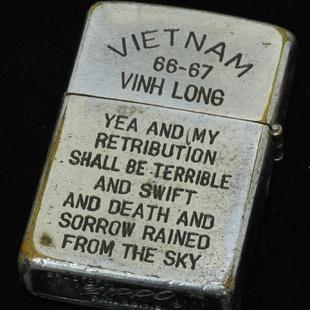 VIETNAM
66-67
VINH LONG
YEA AND MY
RETRIBUTION
SHALL BE TERRIBLE
AND SWIFT
AND DEATH AND
SORROW RAINED
FROM THE SKY